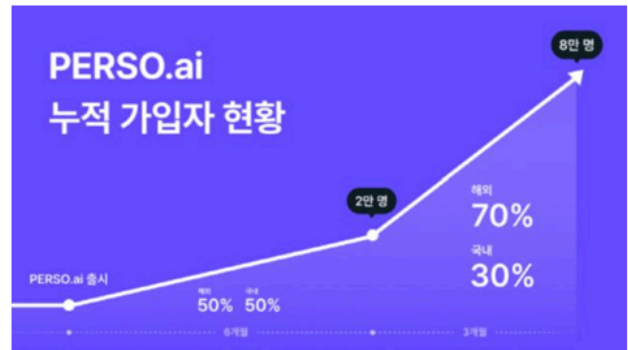 PERSO.ai
누적 가입자 현황
8만 명
2만 명
해외
70%
국내
30%
PERSO.ai 출시
해외 국내
50% 50%
6개월
3개월